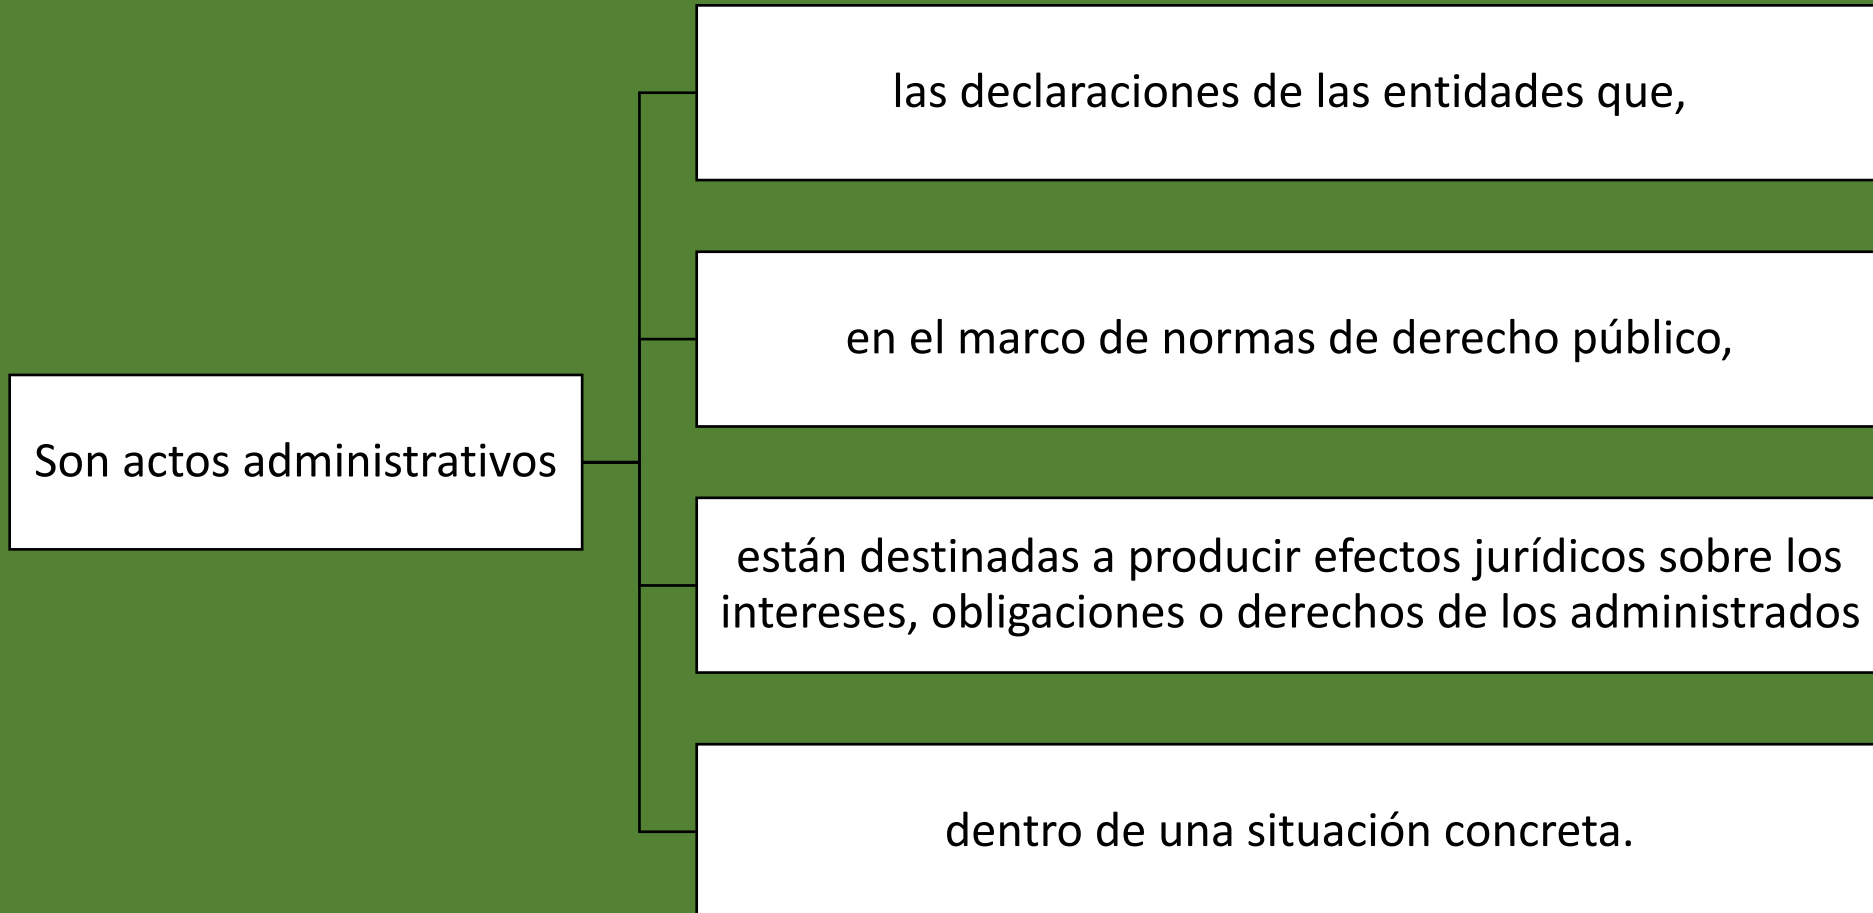 Son actos administrativos
las declaraciones de las entidades que,
en el marco de normas de derecho público,
están destinadas a producir efectos jurídicos sobre los
intereses, obligaciones o derechos de los administrados
dentro de una situación concreta.